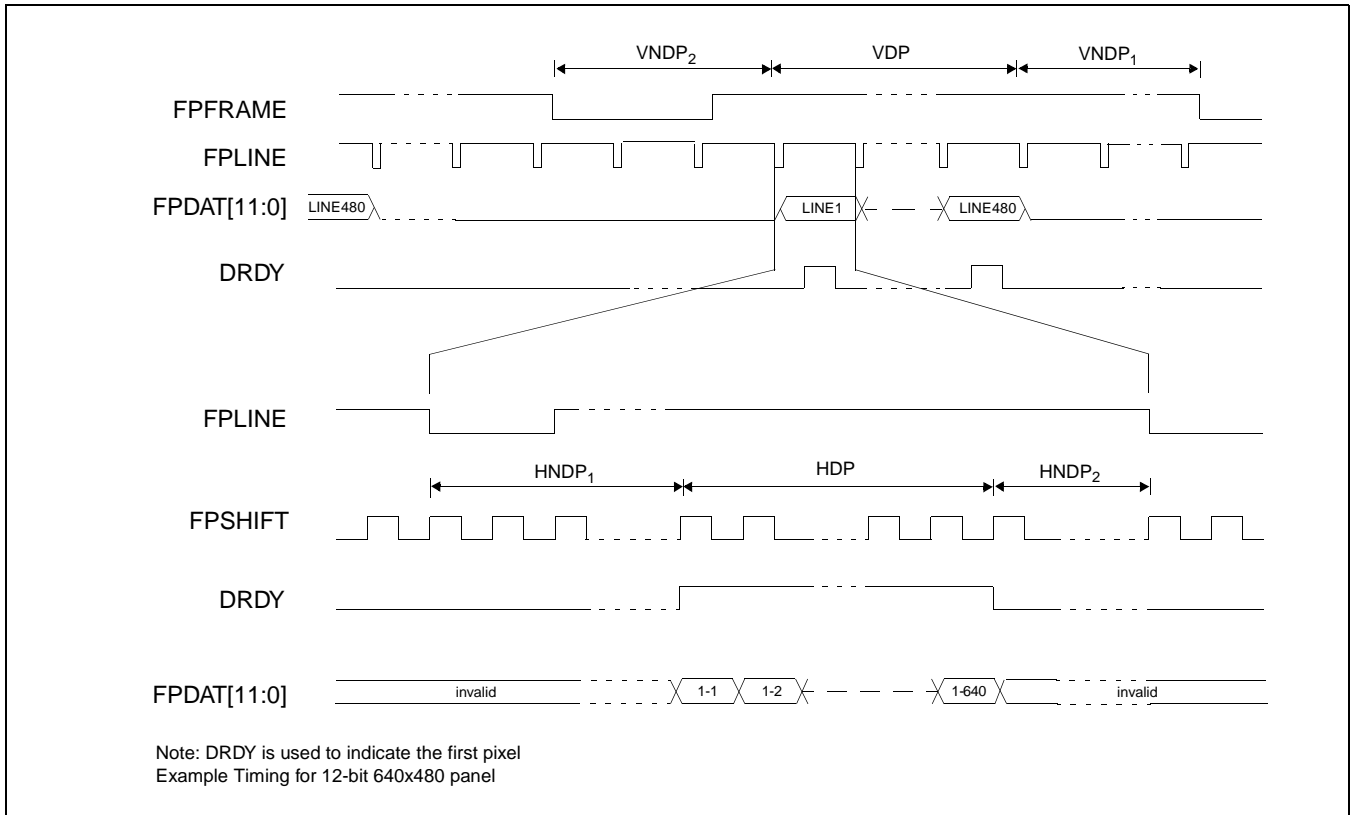 VNDP2 VDP VNDP1
FPFRAME
FPLINE
FPDAT[11:0] LINE480 LINE1 LINE480
DRDY
FPLINE
HNDP1 HDP HNDP2
FPSHIFT
DRDY
FPDAT[11:0] invalid 1-1 1-2 1-640 invalid
Note: DRDY is used to indicate the first pixel
Example Timing for 12-bit 640x480 panel